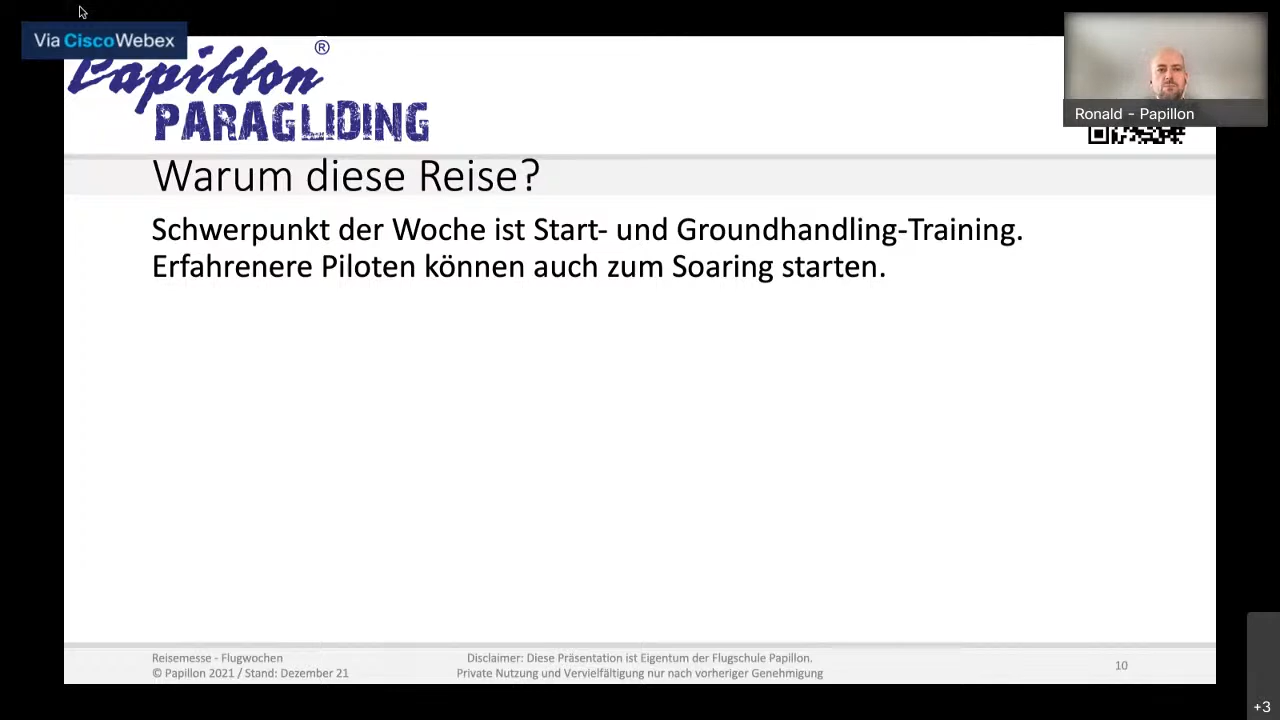 Via CiscoWebex
Papillon®
PARAGLIDING
Ronald - Papillon
Warum diese Reise?
Schwerpunkt der Woche ist Start- und Groundhandling-Training.
Erfahrenere Piloten können auch zum Soaring starten.
Reisemesse - Flugwochen
© Papillon 2021 / Stand: Dezember 21
Disclaimer: Diese Präsentation ist Eigentum der Flugschule Papillon.
Private Nutzung und Vervielfältigung nur nach vorheriger Genehmigung
10
+3